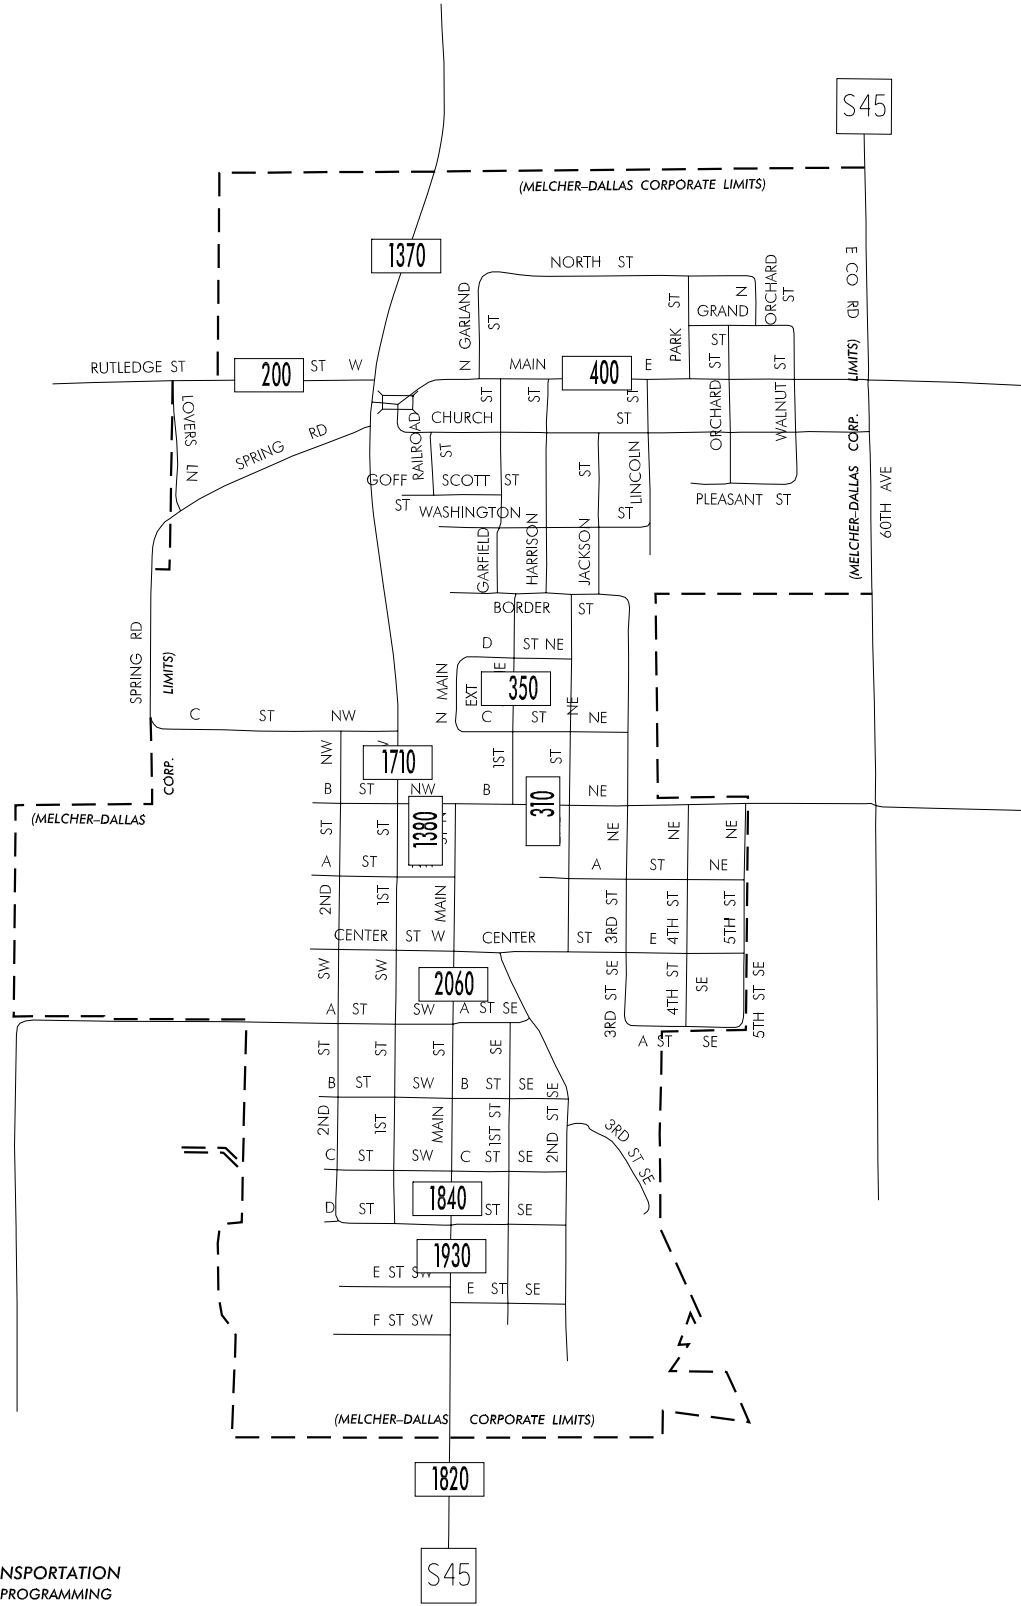 S45
(MELCHER–DALLAS CORPORATE LIMITS)
1370
NORTH ST
N GARLAND ST
PARK ST
GRAND ST
N ORCHARD ST
E CO RD
RUTLEDGE ST
200
ST W
MAIN
400
E
ST
ST
ST
CHURCH ST
ORCHARD ST
WALNUT ST
LOVERS LN
SPRING RD
RAILROAD ST
GOFF ST
SCOTT ST
WASHINGTON ST
LINCOLN
PLEASANT ST
(MELCHER–DALLAS CORP. LIMITS)
60TH AVE
GARFIELD
HARRISON
JACKSON ST
BORDER ST
D ST NE
SPRING RD
LIMITS)
CORP.
(MELCHER–DALLAS
N MAIN EXT
NE
350
NE
C ST NW
C ST NE
NW
1710
1ST
ST
B ST NW
B NE
1380
310
ST
ST
NE
NE
NE
A ST
A ST NE
2ND
1ST
MAIN
3RD ST
4TH ST
5TH ST
CENTER ST W
CENTER ST E
SW
SW
2060
3RD ST SE
4TH ST SE
5TH ST SE
A ST SW
A ST SE
A ST SE
ST
ST
ST
SE
B ST SW
B ST SE
2ND
1ST
MAIN
1ST ST
2ND ST SE
3RD ST SE
C ST SW
C ST SE
D ST
1840
ST SE
1930
E ST SW
E ST SE
F ST SW
(MELCHER–DALLAS CORPORATE LIMITS)
1820
S45
NSPORTATION
PROGRAMMING